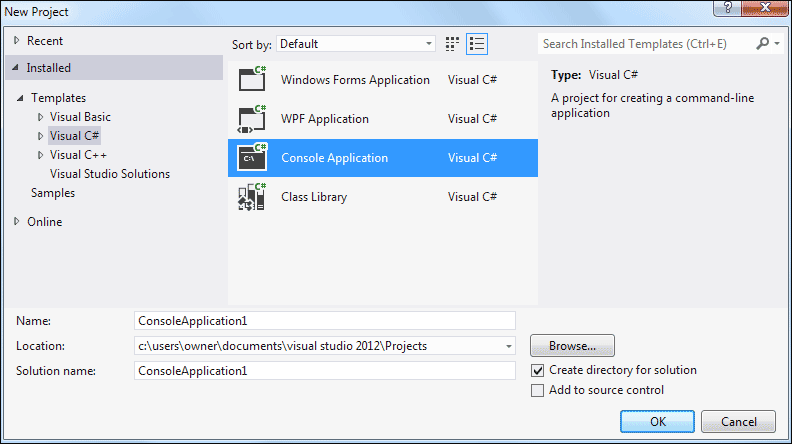 New Project
Recent
Installed
Templates
Visual Basic
Visual C#
Visual C++
Visual Studio Solutions
Samples
Online
Sort by: Default
Search Installed Templates (Ctrl+E)
C# Windows Forms Application Visual C#
C# WPF Application Visual C#
C# C:\ Console Application Visual C#
C# Class Library Visual C#
Type: Visual C#
A project for creating a command-line
application
Name: ConsoleApplication1
Location: c:\users\owner\documents\visual studio 2012\Projects
Browse...
Solution name: ConsoleApplication1
Create directory for solution
Add to source control
OK Cancel